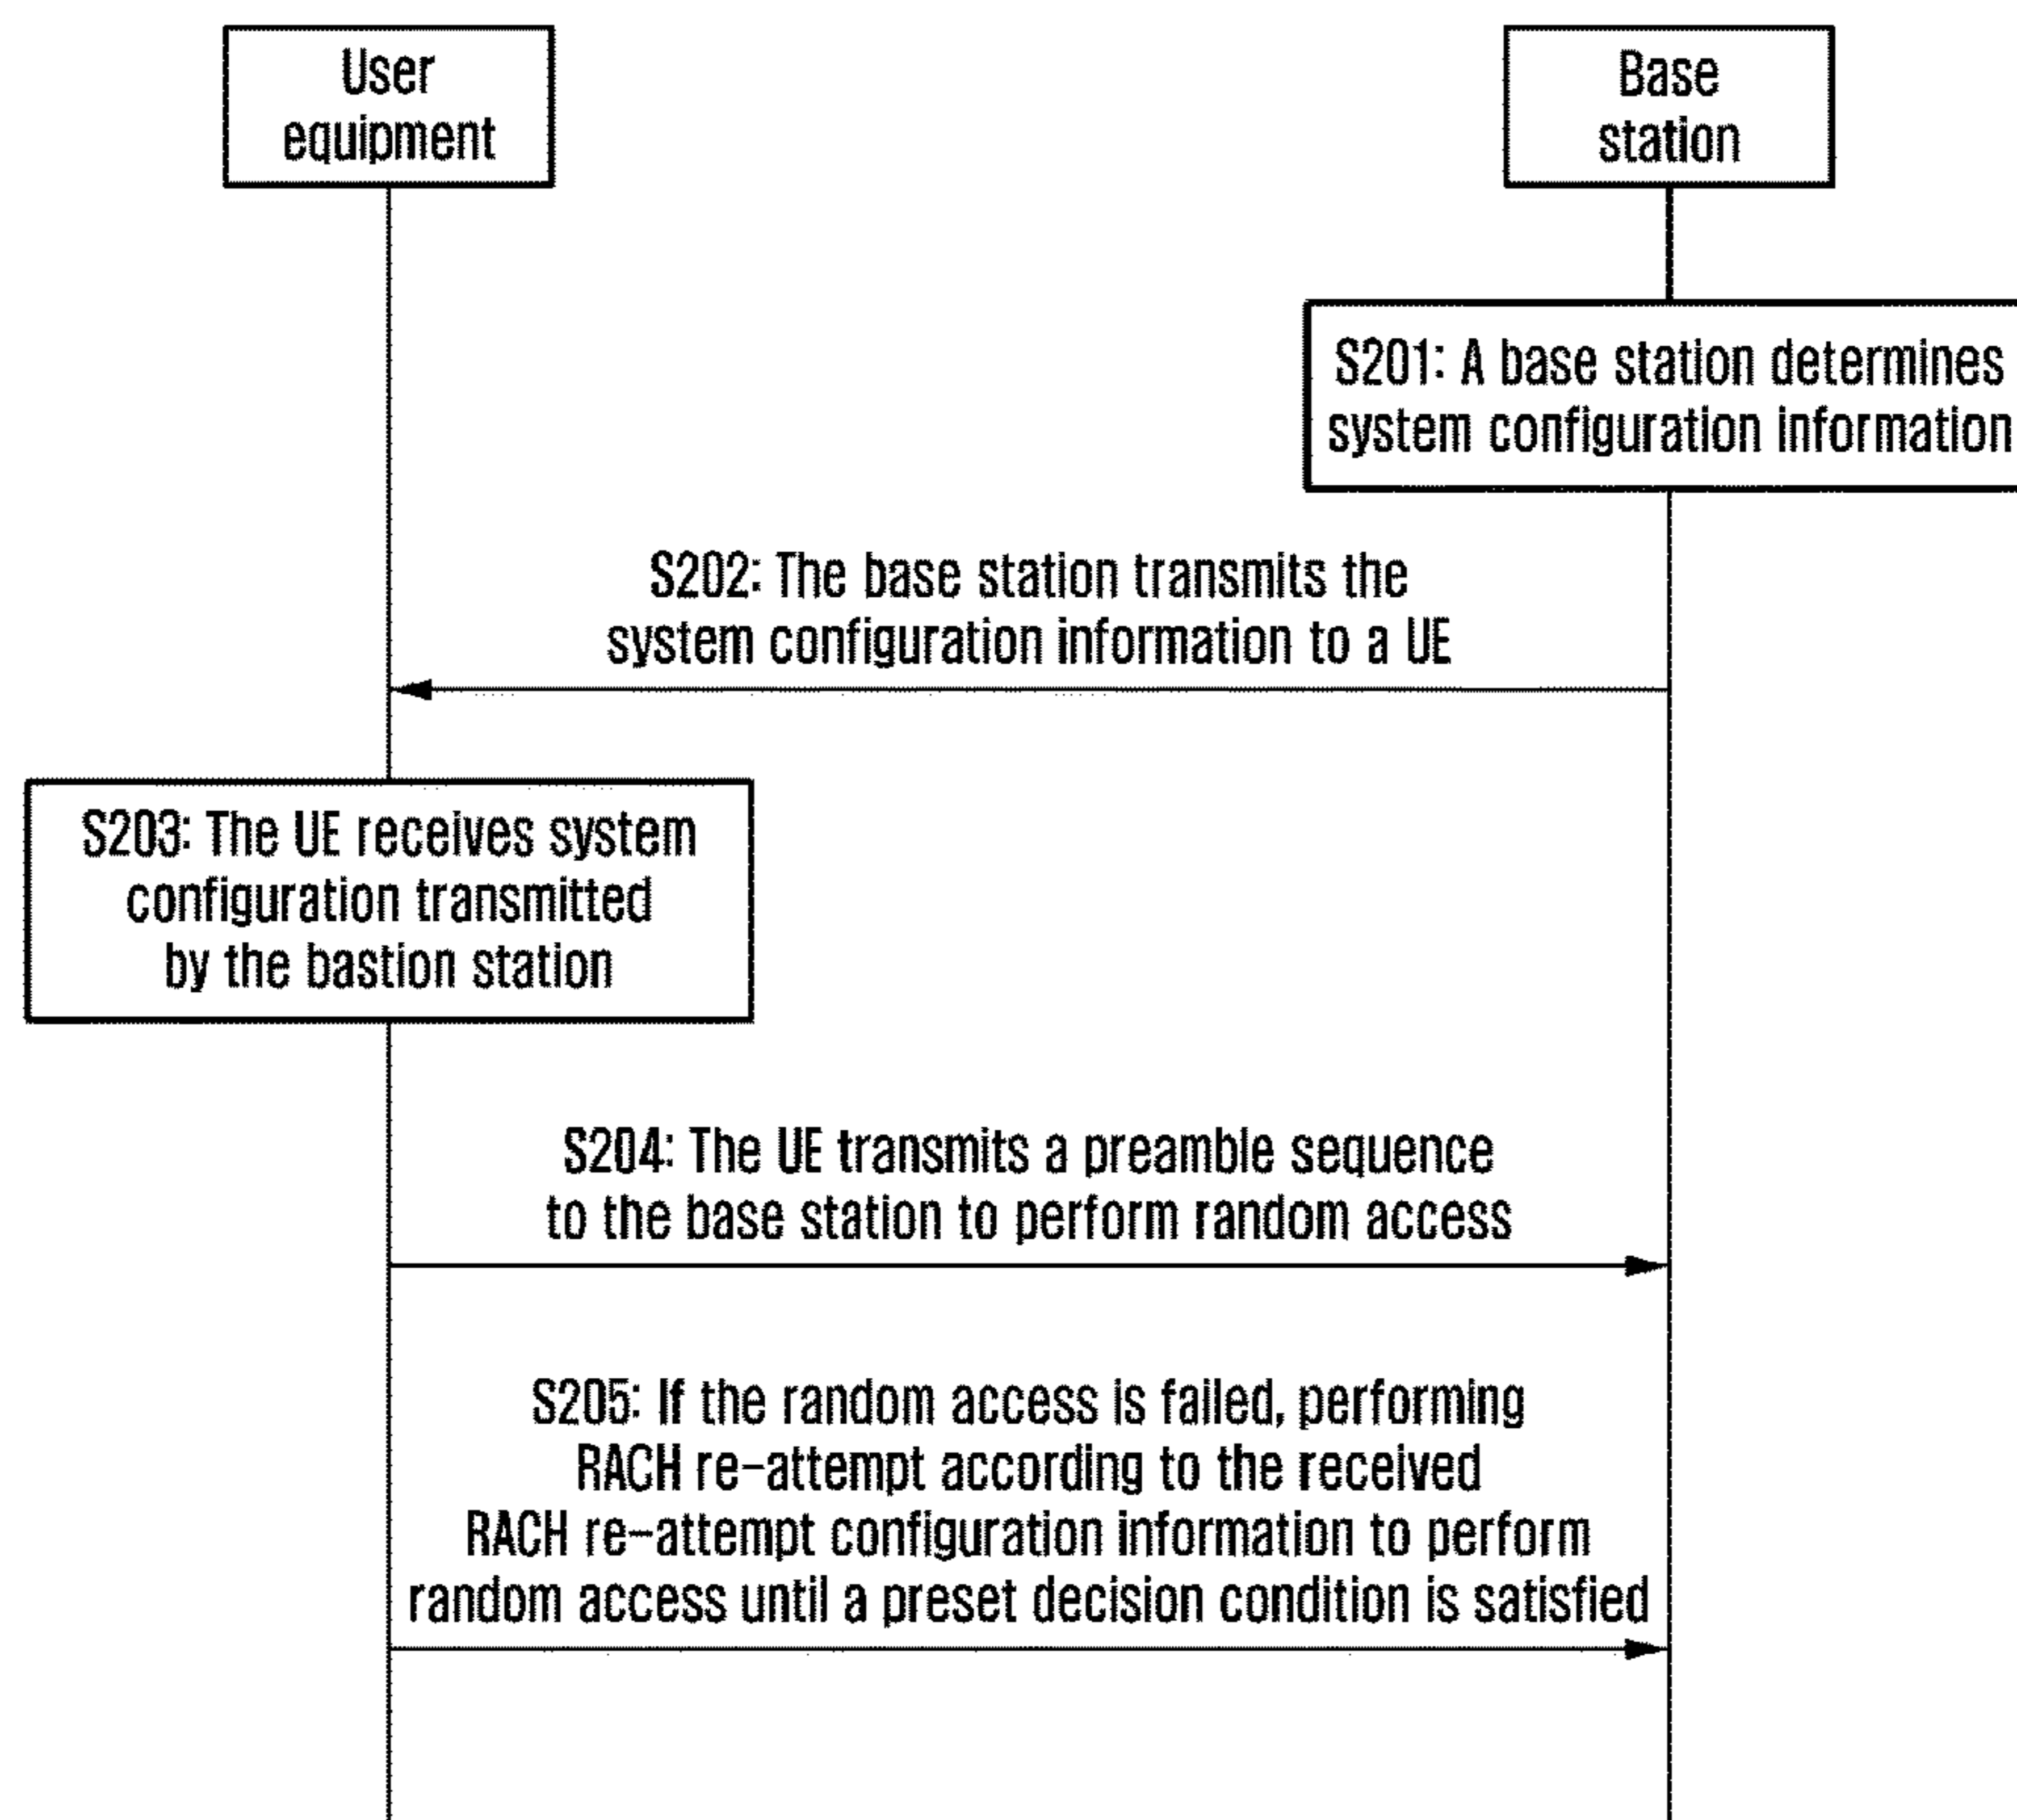 User
equipment
Base
station
S201: A base station determines
system configuration information
S202: The base station transmits the
system configuration information to a UE
S203: The UE receives system
configuration transmitted
by the bastion station
S204: The UE transmits a preamble sequence
to the base station to perform random access
S205: If the random access is failed, performing
RACH re-attempt according to the received
RACH re-attempt configuration information to perform
random access until a preset decision condition is satisfied